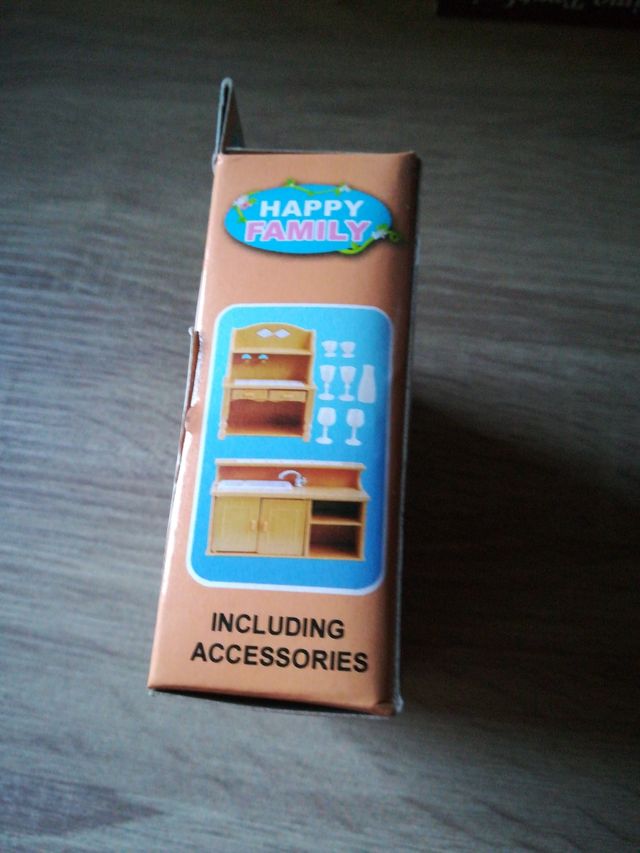 HAPPY
FAMILY
INCLUDING
ACCESSORIES